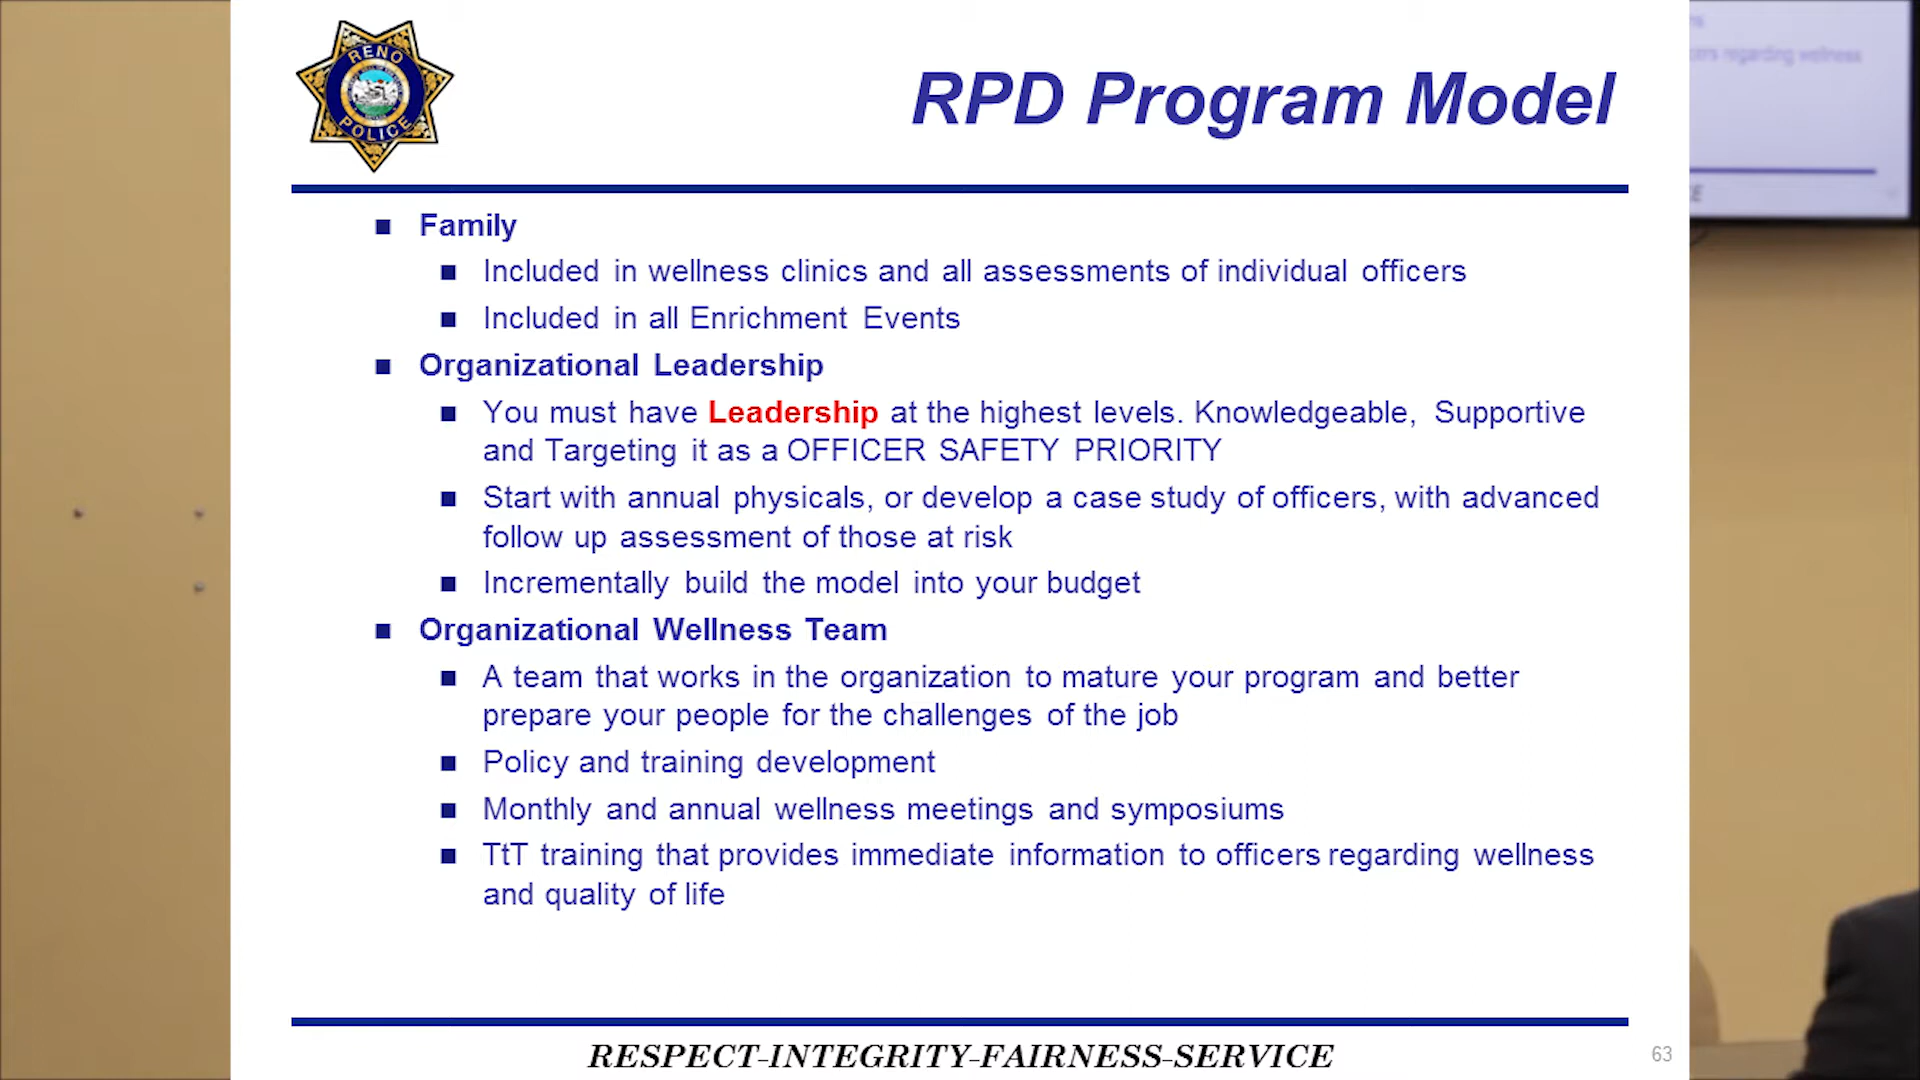 RENO
POLICE
RPD Program Model
Family
Included in wellness clinics and all assessments of individual officers
Included in all Enrichment Events
Organizational Leadership
You must have Leadership at the highest levels. Knowledgeable, Supportive
and Targeting it as a OFFICER SAFETY PRIORITY
Start with annual physicals, or develop a case study of officers, with advanced
follow up assessment of those at risk
Incrementally build the model into your budget
Organizational Wellness Team
A team that works in the organization to mature your program and better
prepare your people for the challenges of the job
Policy and training development
Monthly and annual wellness meetings and symposiums
TtT training that provides immediate information to officers regarding wellness
and quality of life
RESPECT-INTEGRITY-FAIRNESS-SERVICE
63
regarding wellness